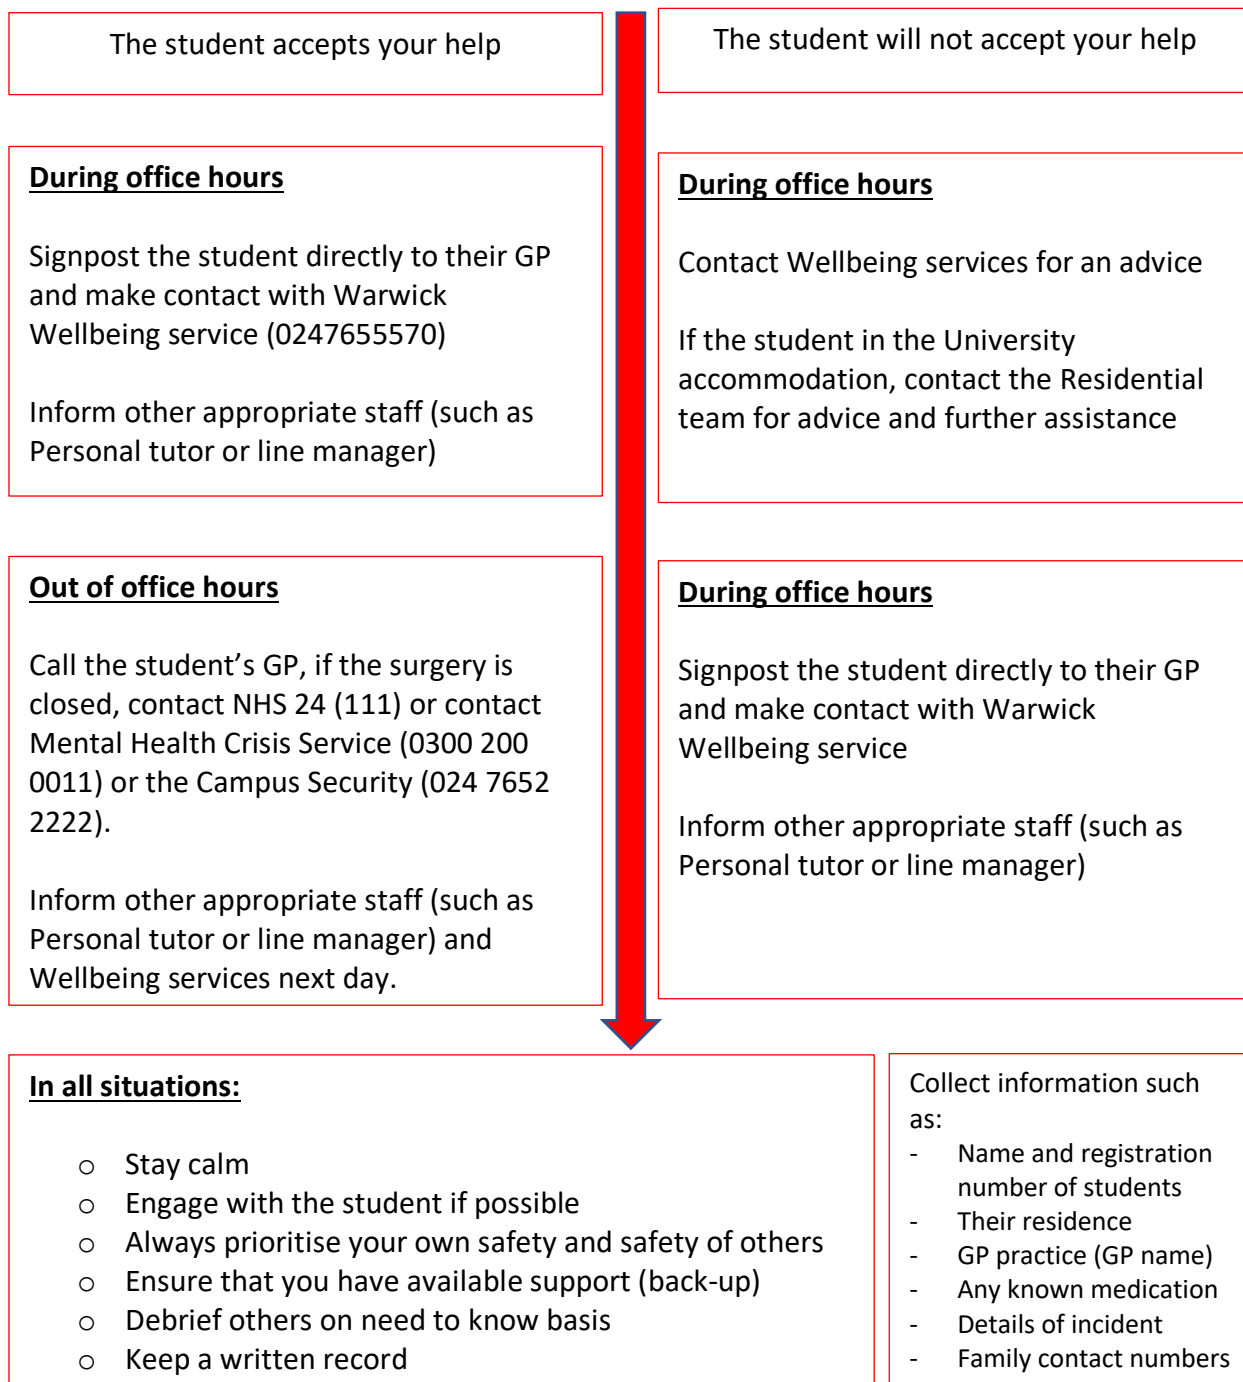 The student accepts your help
The student will not accept your help
During office hours
Signpost the student directly to their GP
and make contact with Warwick
Wellbeing service (0247655570)
Inform other appropriate staff (such as
Personal tutor or line manager)
During office hours
Contact Wellbeing services for an advice
If the student in the University
accommodation, contact the Residential
team for advice and further assistance
Out of office hours
Call the student’s GP, if the surgery is
closed, contact NHS 24 (111) or contact
Mental Health Crisis Service (0300 200
0011) or the Campus Security (024 7652
2222).
Inform other appropriate staff (such as
Personal tutor or line manager) and
Wellbeing services next day.
During office hours
Signpost the student directly to their GP
and make contact with Warwick
Wellbeing service
Inform other appropriate staff (such as
Personal tutor or line manager)
In all situations:
o Stay calm
o Engage with the student if possible
o Always prioritise your own safety and safety of others
o Ensure that you have available support (back-up)
o Debrief others on need to know basis
o Keep a written record
Collect information such
as:
- Name and registration
number of students
- Their residence
- GP practice (GP name)
- Any known medication
- Details of incident
- Family contact numbers